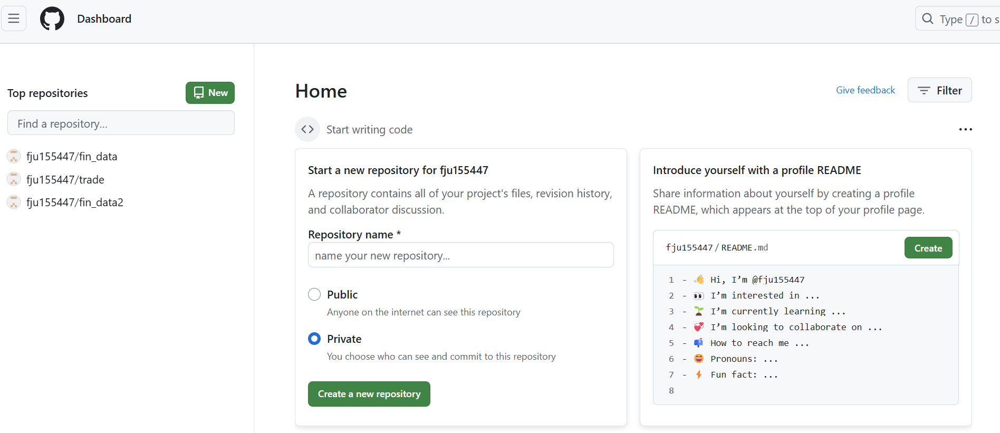 Dashboard
Type / to s
Top repositories
New
Find a repository...
fju155447/fin_data
fju155447/trade
fju155447/fin_data2
Home
Give feedback
Filter
Start writing code
Start a new repository for fju155447
A repository contains all of your project's files, revision history,
and collaborator discussion.
Repository name *
name your new repository...
Public
Anyone on the internet can see this repository
Private
You choose who can see and commit to this repository
Create a new repository
Introduce yourself with a profile README
Share information about yourself by creating a profile
README, which appears at the top of your profile page.
fju155447 / README.md
Create
1 - 👋 Hi, I’m @fju155447
2 - 👀 I’m interested in ...
3 - 🌱 I’m currently learning ...
4 - 💞️ I’m looking to collaborate on ...
5 - 📫 How to reach me ...
6 - 😄 Pronouns: ...
7 - ⚡ Fun fact: ...
8